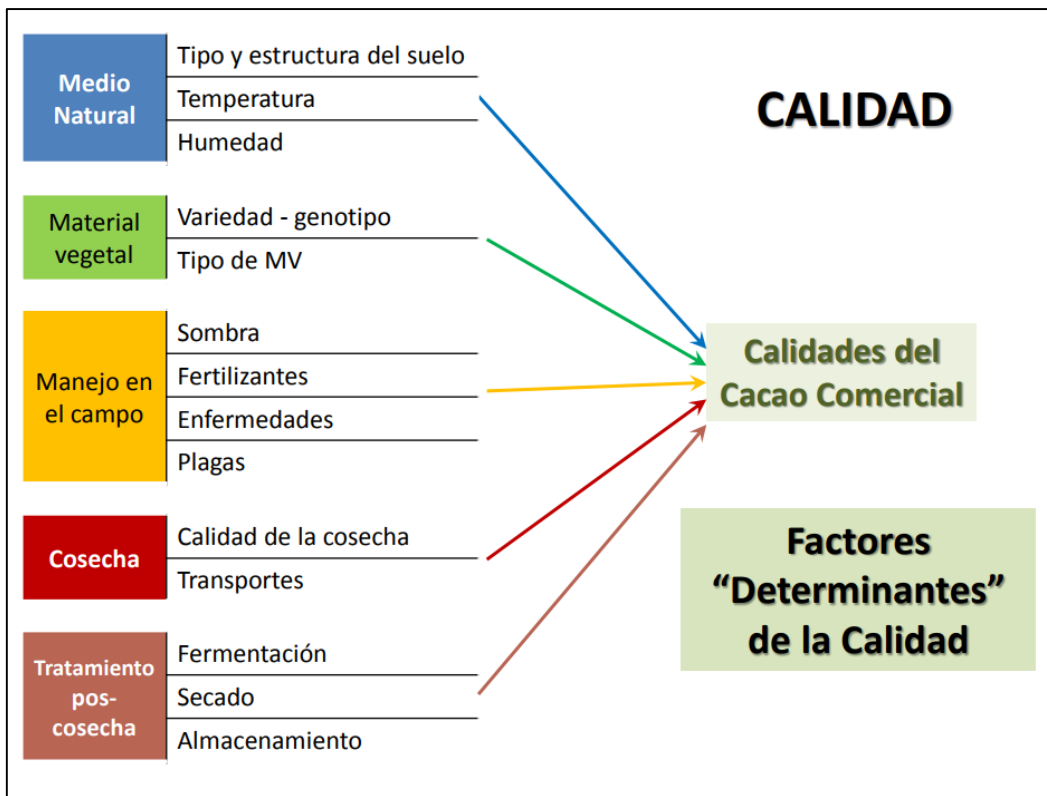 CALIDAD
Medio
Natural
Tipo y estructura del suelo
Temperatura
Humedad
Material
vegetal
Variedad - genotipo
Tipo de MV
Manejo en
el campo
Sombra
Fertilizantes
Enfermedades
Plagas
Cosecha
Calidad de la cosecha
Transportes
Tratamiento
pos-
cosecha
Fermentación
Secado
Almacenamiento
Calidades del
Cacao Comercial
Factores
“Determinantes”
de la Calidad